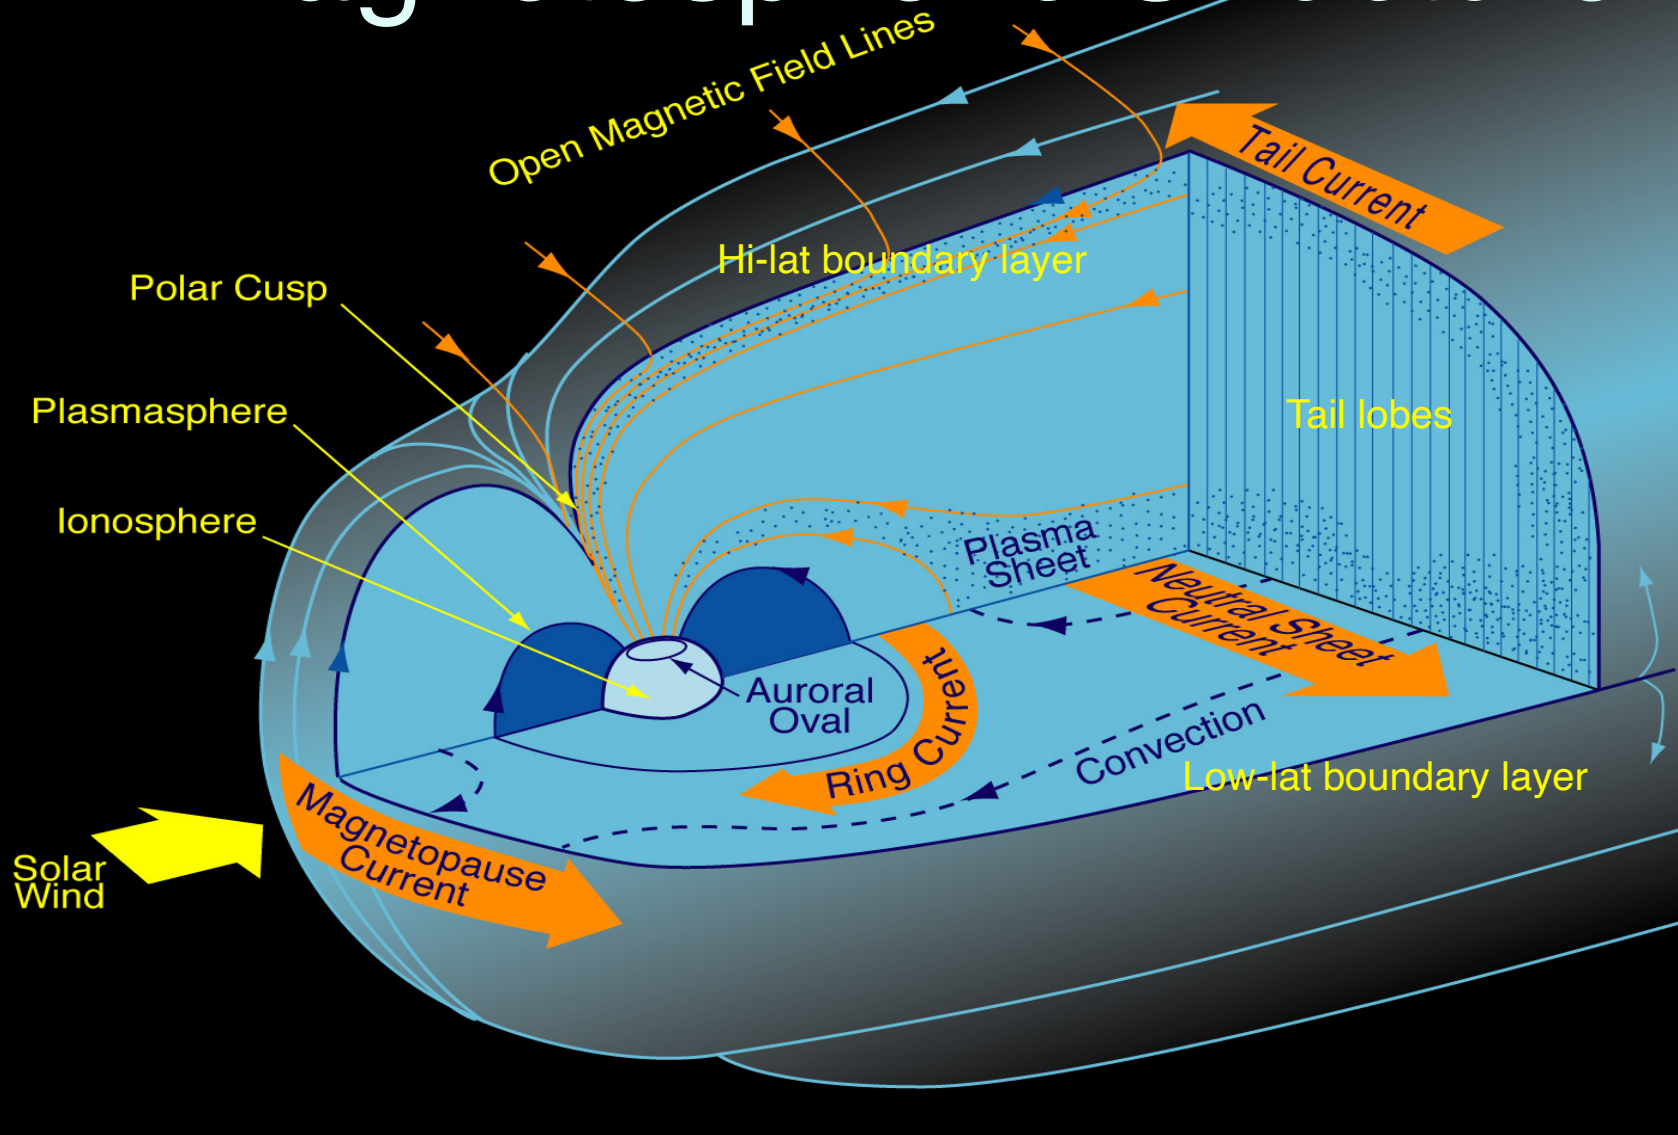 Open Magnetic Field Lines
Tail Current
Hi-lat boundary layer
Polar Cusp
Plasmasphere
Tail lobes
Ionosphere
Plasma
Sheet
Neutral Sheet
Current
Auroral
Oval
Ring Current
Convection
Low-lat boundary layer
Magnetopause
Current
Solar
Wind